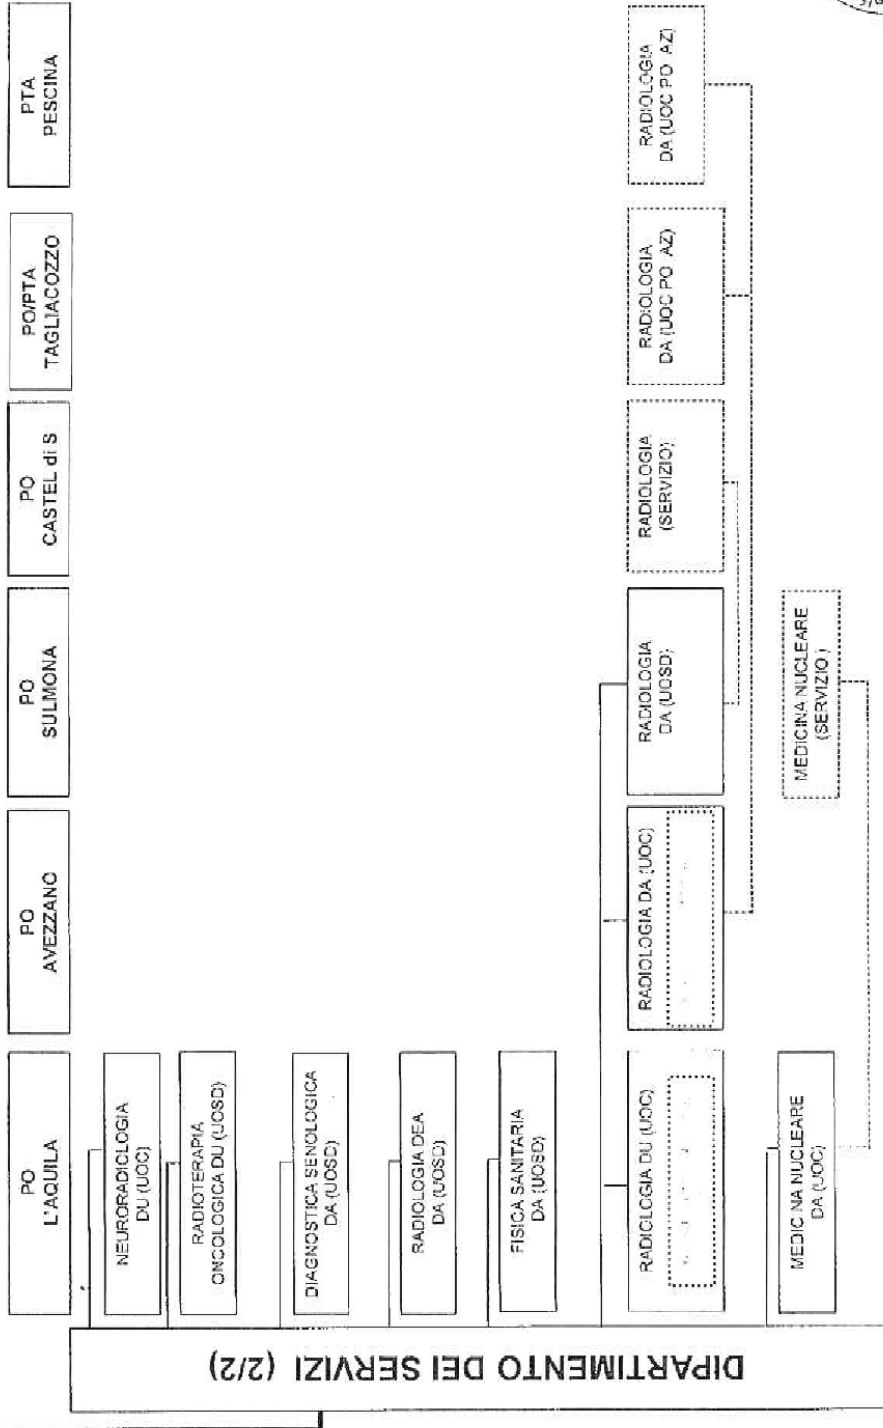 DIPARTIMENTO DEI SERVIZI (2/2)
PO
L'AQUILA
PO
AVEZZANO
PO
SULMONA
PO
CASTEL di S
PO/PTA
TAGLIACOZZO
PTA
PESCINA
NEURORADIOLOGIA
DU (UOC)
RADIOTERAPIA
ONCOLOGICA DU (UOSD)
DIAGNOSTICA SENOLOGICA
DA (UOSD)
RADIOLOGIA DEA
DA (UOSD)
FISICA SANITARIA
DA (UOSD)
RADIOLOGIA DU (UOC)
RADIOLOGIA DA (UOC)
RADIOLOGIA
DA (UOSD)
RADIOLOGIA
(SERVIZIO)
RADIOLOGIA
DA (UOC PO AZ)
RADIOLOGIA
DA (UOC PO AZ)
MEDICINA NUCLEARE
DA (UOC)
MEDICINA NUCLEARE
(SERVIZIO)